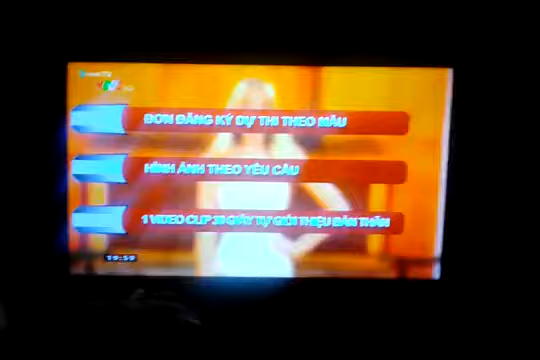 ĐƠN ĐĂNG KÝ DỰ THI THEO MẪU
HÌNH ẢNH THEO YÊU CẦU
1 VIDEO CLIP 30 GIÂY TỰ GIỚI THIỆU BẢN THÂN
19:59